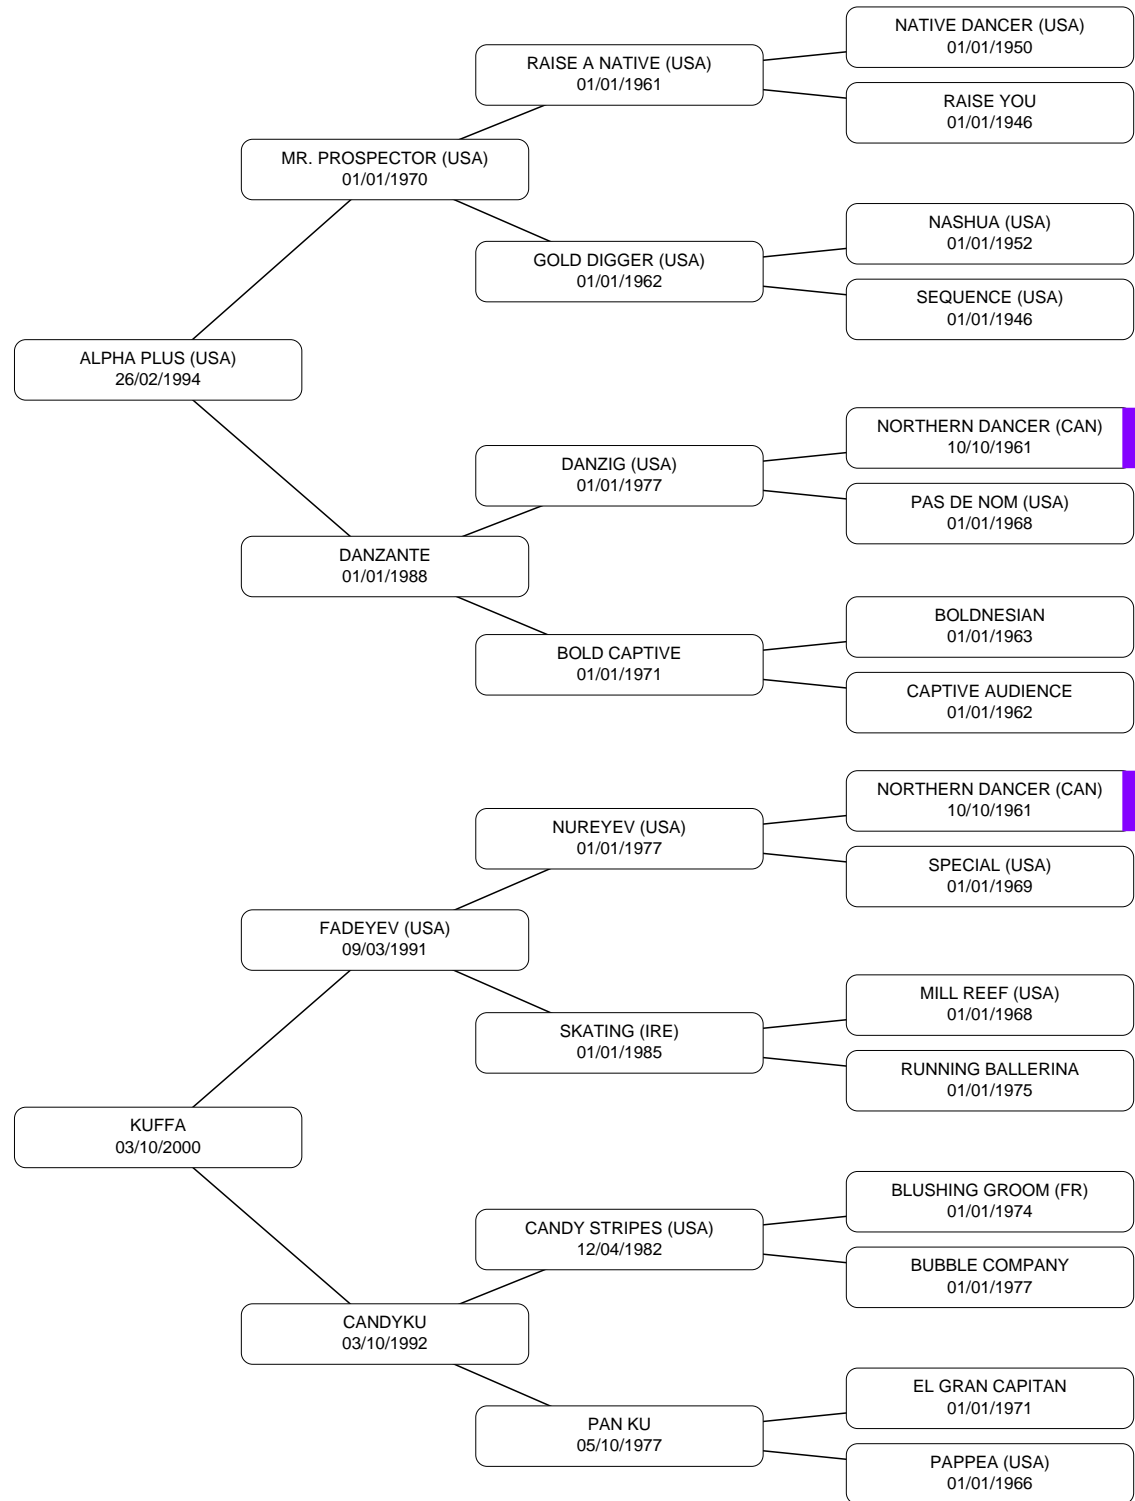 NATIVE DANCER (USA)
01/01/1950
RAISE A NATIVE (USA)
01/01/1961
RAISE YOU
01/01/1946
MR. PROSPECTOR (USA)
01/01/1970
NASHUA (USA)
01/01/1952
GOLD DIGGER (USA)
01/01/1962
SEQUENCE (USA)
01/01/1946
ALPHA PLUS (USA)
26/02/1994
NORTHERN DANCER (CAN)
10/10/1961
DANZIG (USA)
01/01/1977
PAS DE NOM (USA)
01/01/1968
DANZANTE
01/01/1988
BOLDNESIAN
01/01/1963
BOLD CAPTIVE
01/01/1971
CAPTIVE AUDIENCE
01/01/1962
NORTHERN DANCER (CAN)
10/10/1961
NUREYEV (USA)
01/01/1977
SPECIAL (USA)
01/01/1969
FADEYEV (USA)
09/03/1991
MILL REEF (USA)
01/01/1968
SKATING (IRE)
01/01/1985
RUNNING BALLERINA
01/01/1975
KUFFA
03/10/2000
BLUSHING GROOM (FR)
01/01/1974
CANDY STRIPES (USA)
12/04/1982
BUBBLE COMPANY
01/01/1977
CANDYKU
03/10/1992
EL GRAN CAPITAN
01/01/1971
PAN KU
05/10/1977
PAPPEA (USA)
01/01/1966